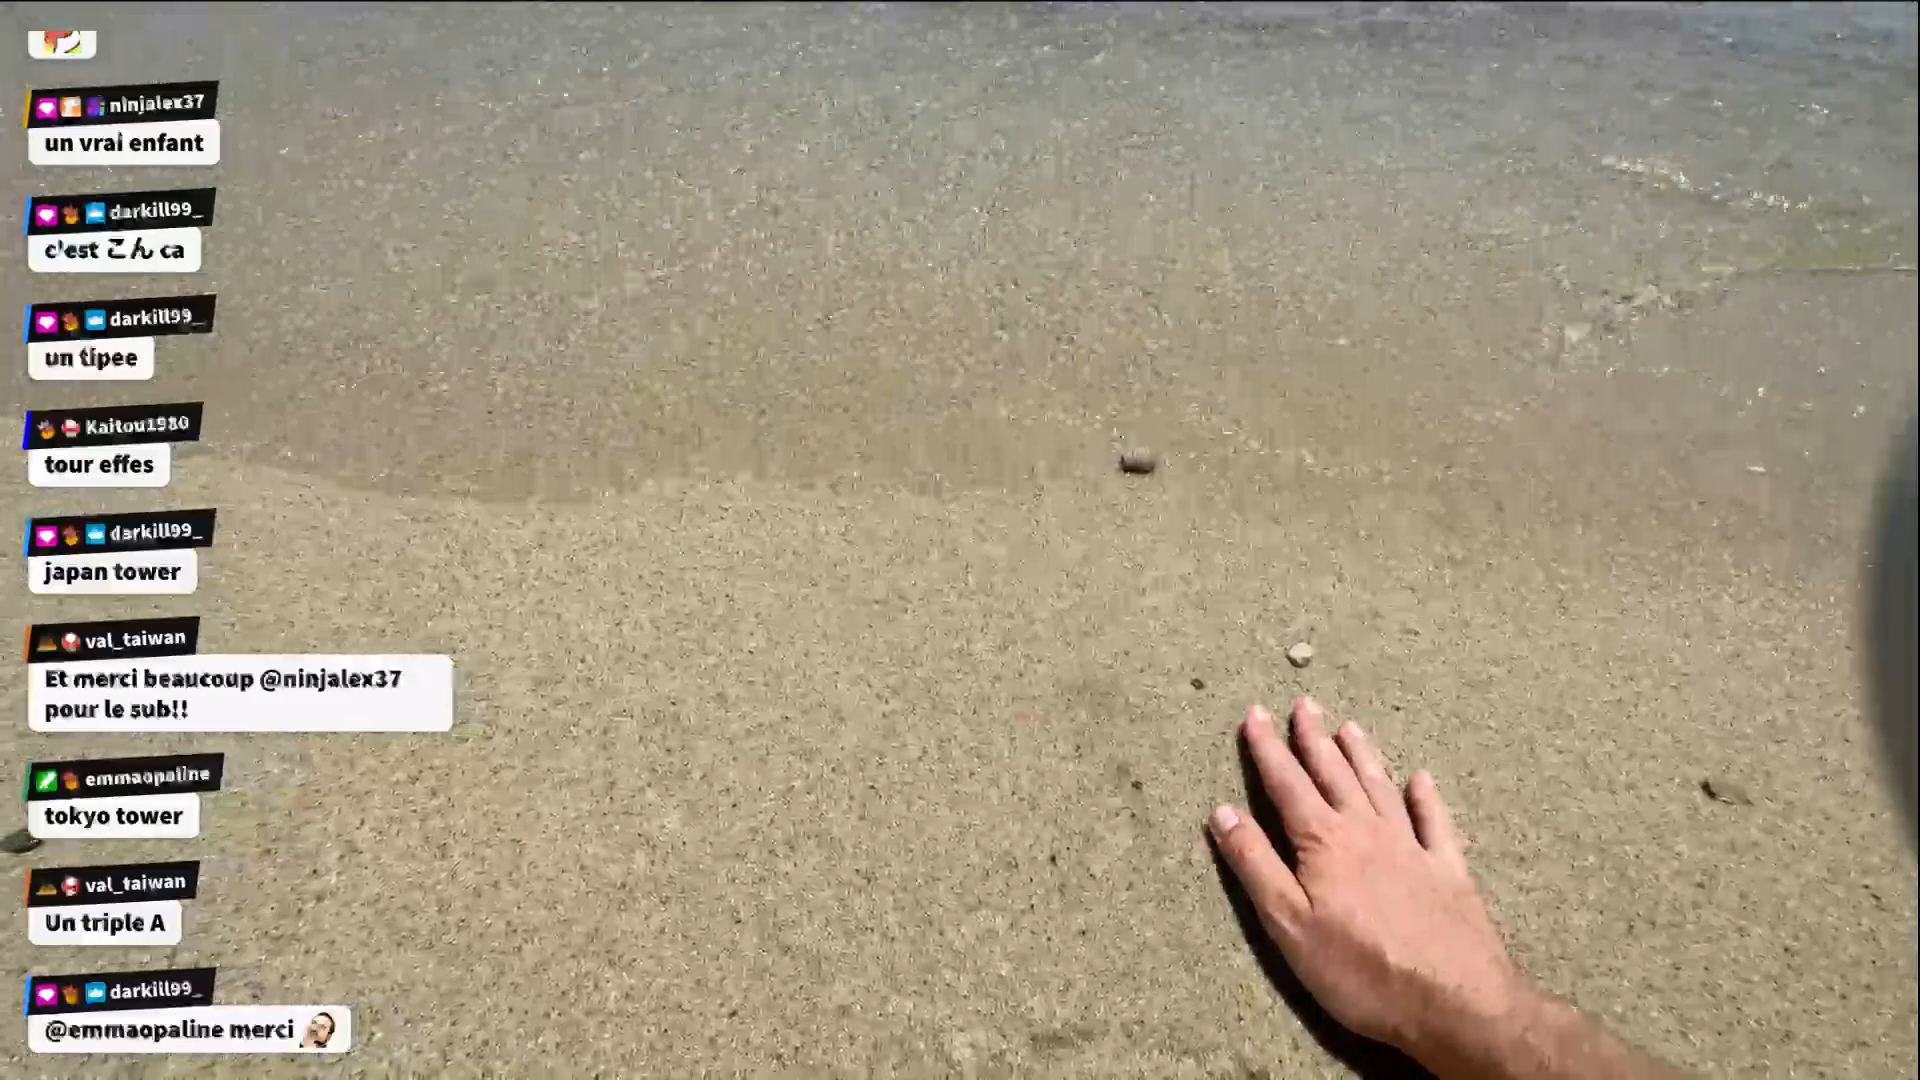 ninjalex37
un vrai enfant
darkill99_
c'est こん ca
darkill99_
un tipee
Kaitou1980
tour effes
darkill99_
japan tower
val_taiwan
Et merci beaucoup @ninjalex37
pour le sub!!
emmaopaline
tokyo tower
val_taiwan
Un triple A
darkill99_
@emmaopaline merci